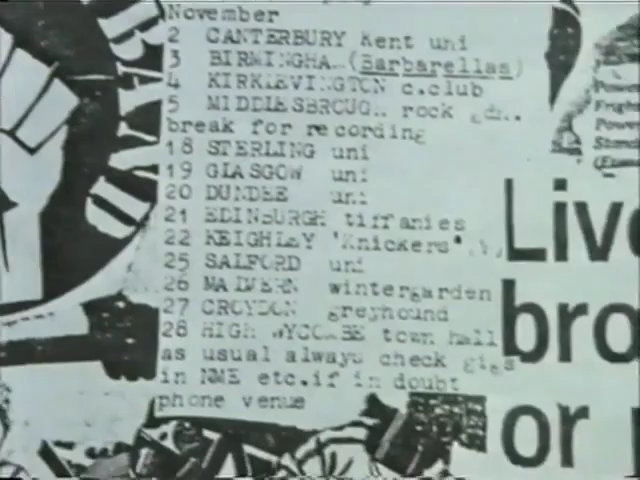 November
2 CANTERBURY Kent uni
3 BIRMINGHA (Barbarellas)
4 KIRKLEVINGTON c.club
5 MIDDLESBROUG rock gdn.
break for recording
18 STERLING uni
19 GLASGOW uni
20 DUNDEE uni
21 EDINBURGH tiffanies
22 KEIGHLEY 'Knickers'
25 SALFORD uni
26 MALVERN wintergarden
27 CROYDON greyhound
28 HIGH WYCOMBE town hall
as usual always check gigs
in NME etc.if in doubt
phone venue
Live
bro
or